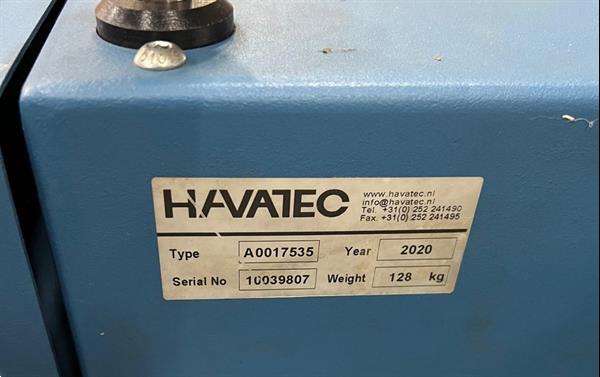 HAVATEC
www.havatec.nl
info@havatec.nl
Tel. +31(0) 252 241490
Fax. +31(0) 252 241495
Type A0017535 Year 2020
Serial No 10039807 Weight 128 kg